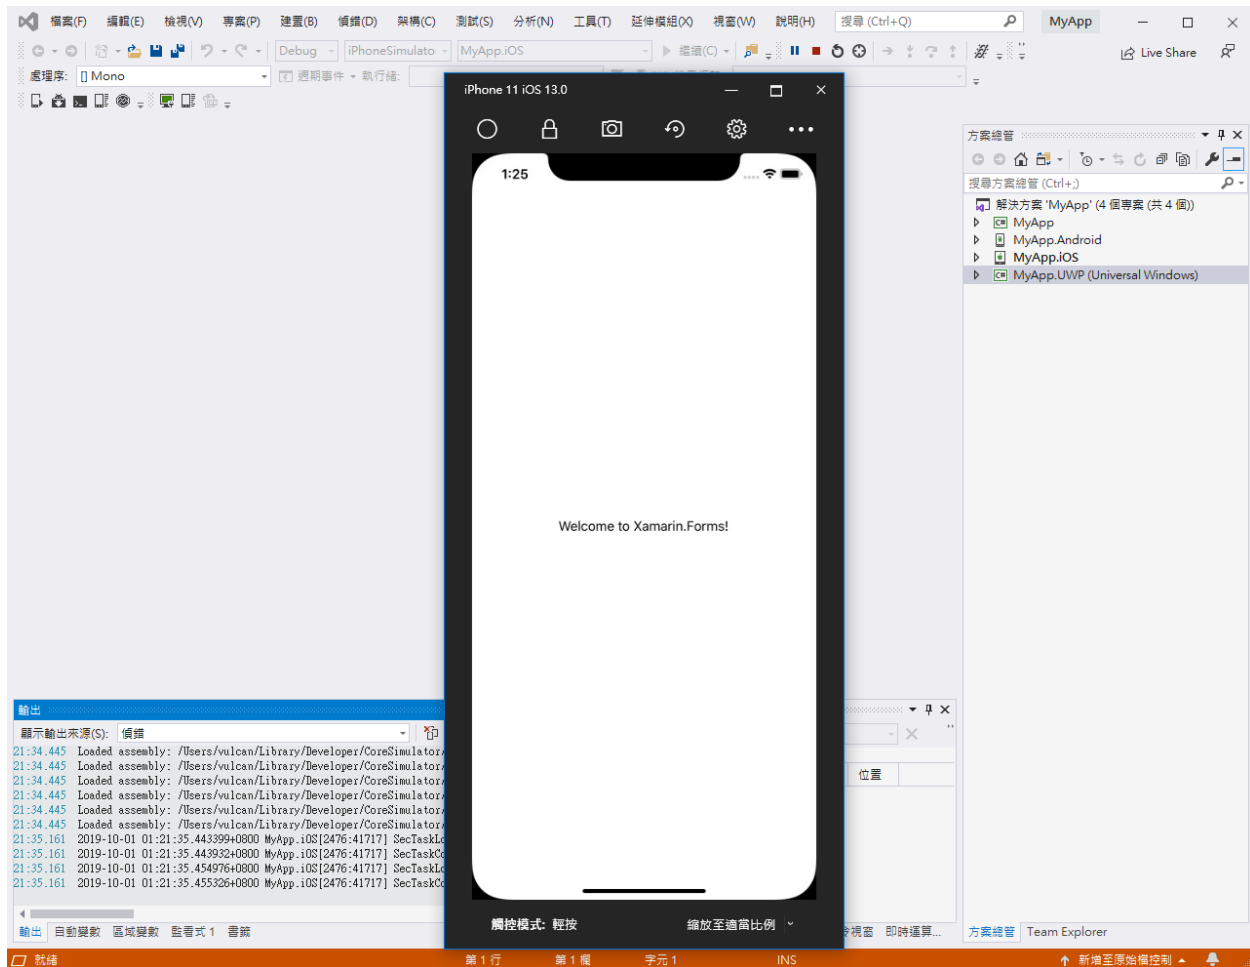 檔案(F) 編輯(E) 檢視(V) 專案(P) 建置(B) 偵錯(D) 架構(C) 測試(S) 分析(N) 工具(T) 延伸模組(X) 視窗(W) 說明(H) 搜尋 (Ctrl+Q) MyApp
Debug iPhoneSimulato MyApp.iOS 繼續(C) Live Share
處理序: [] Mono 週期事件 執行緒:
iPhone 11 iOS 13.0
1:25
Welcome to Xamarin.Forms!
觸控模式: 輕按 縮放至適當比例
方案總管
搜尋方案總管 (Ctrl+;)
解決方案 'MyApp' (4 個專案 (共 4 個))
MyApp
MyApp.Android
MyApp.iOS
MyApp.UWP (Universal Windows)
輸出
顯示輸出來源(S): 偵錯
21:34.445 Loaded assembly: /Users/vulcan/Library/Developer/CoreSimulator/
21:34.445 Loaded assembly: /Users/vulcan/Library/Developer/CoreSimulator/
21:34.445 Loaded assembly: /Users/vulcan/Library/Developer/CoreSimulator/
21:34.445 Loaded assembly: /Users/vulcan/Library/Developer/CoreSimulator/
21:34.445 Loaded assembly: /Users/vulcan/Library/Developer/CoreSimulator/
21:34.445 Loaded assembly: /Users/vulcan/Library/Developer/CoreSimulator/
21:35.161 2019-10-01 01:21:35.443399+0800 MyApp.iOS[2476:41717] SecTaskLo
21:35.161 2019-10-01 01:21:35.443932+0800 MyApp.iOS[2476:41717] SecTaskCo
21:35.161 2019-10-01 01:21:35.454976+0800 MyApp.iOS[2476:41717] SecTaskLo
21:35.161 2019-10-01 01:21:35.455326+0800 MyApp.iOS[2476:41717] SecTaskCo
位置
輸出 自動變數 區域變數 監看式 1 書籤 視窗 即時運算... 方案總管 Team Explorer
就緒 第 1 行 第 1 欄 字元 1 INS 新增至原始檔控制